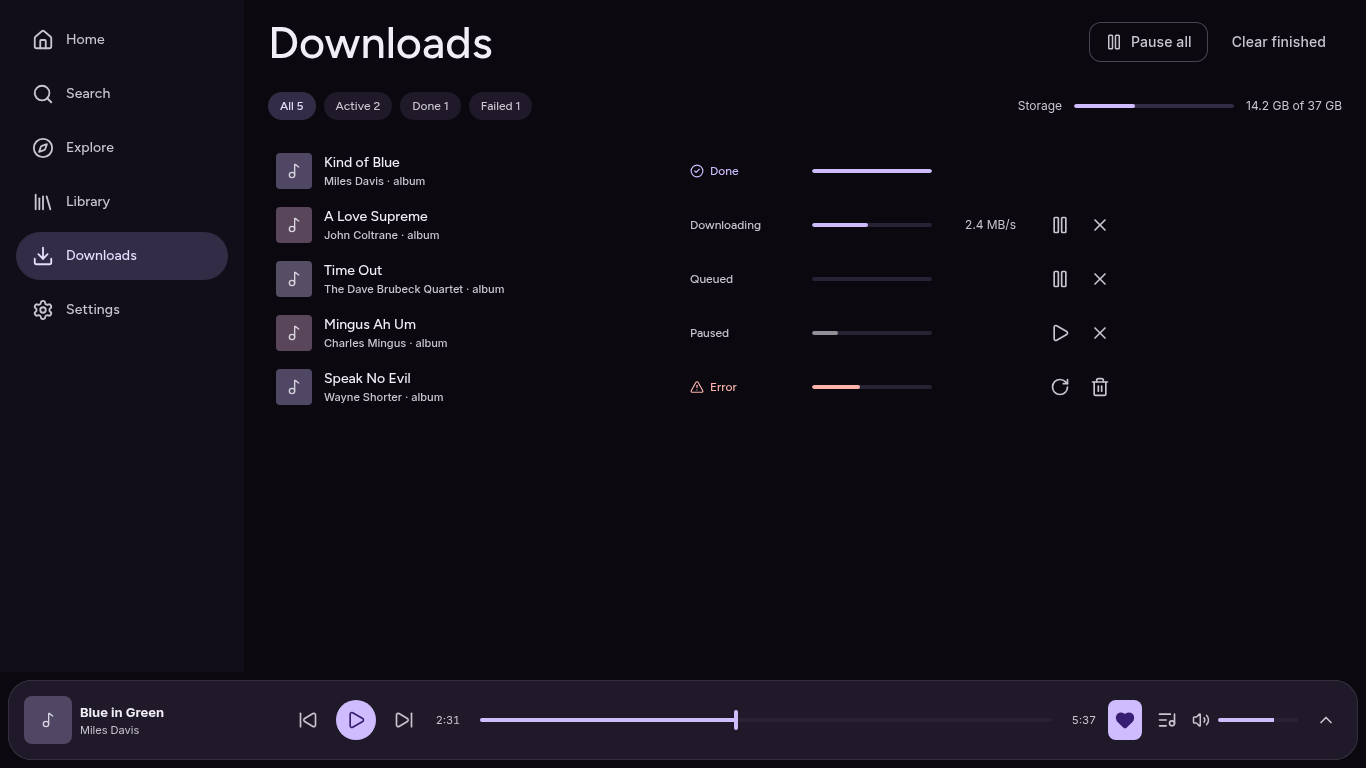 Home
Search
Explore
Library
Downloads
Settings
Downloads
Pause all
Clear finished
All 5
Active 2
Done 1
Failed 1
Storage
14.2 GB of 37 GB
Kind of Blue
Miles Davis · album
Done
A Love Supreme
John Coltrane · album
Downloading
2.4 MB/s
Time Out
The Dave Brubeck Quartet · album
Queued
Mingus Ah Um
Charles Mingus · album
Paused
Speak No Evil
Wayne Shorter · album
Error
Blue in Green
Miles Davis
2:31
5:37